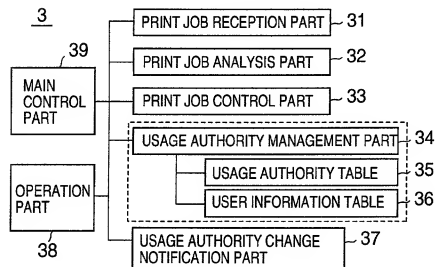 3
39
MAIN
CONTROL
PART
OPERATION
PART
38
PRINT JOB RECEPTION PART 31
PRINT JOB ANALYSIS PART 32
PRINT JOB CONTROL PART 33
USAGE AUTHORITY MANAGEMENT PART 34
USAGE AUTHORITY TABLE 35
USER INFORMATION TABLE 36
USAGE AUTHORITY CHANGE
NOTIFICATION PART
37